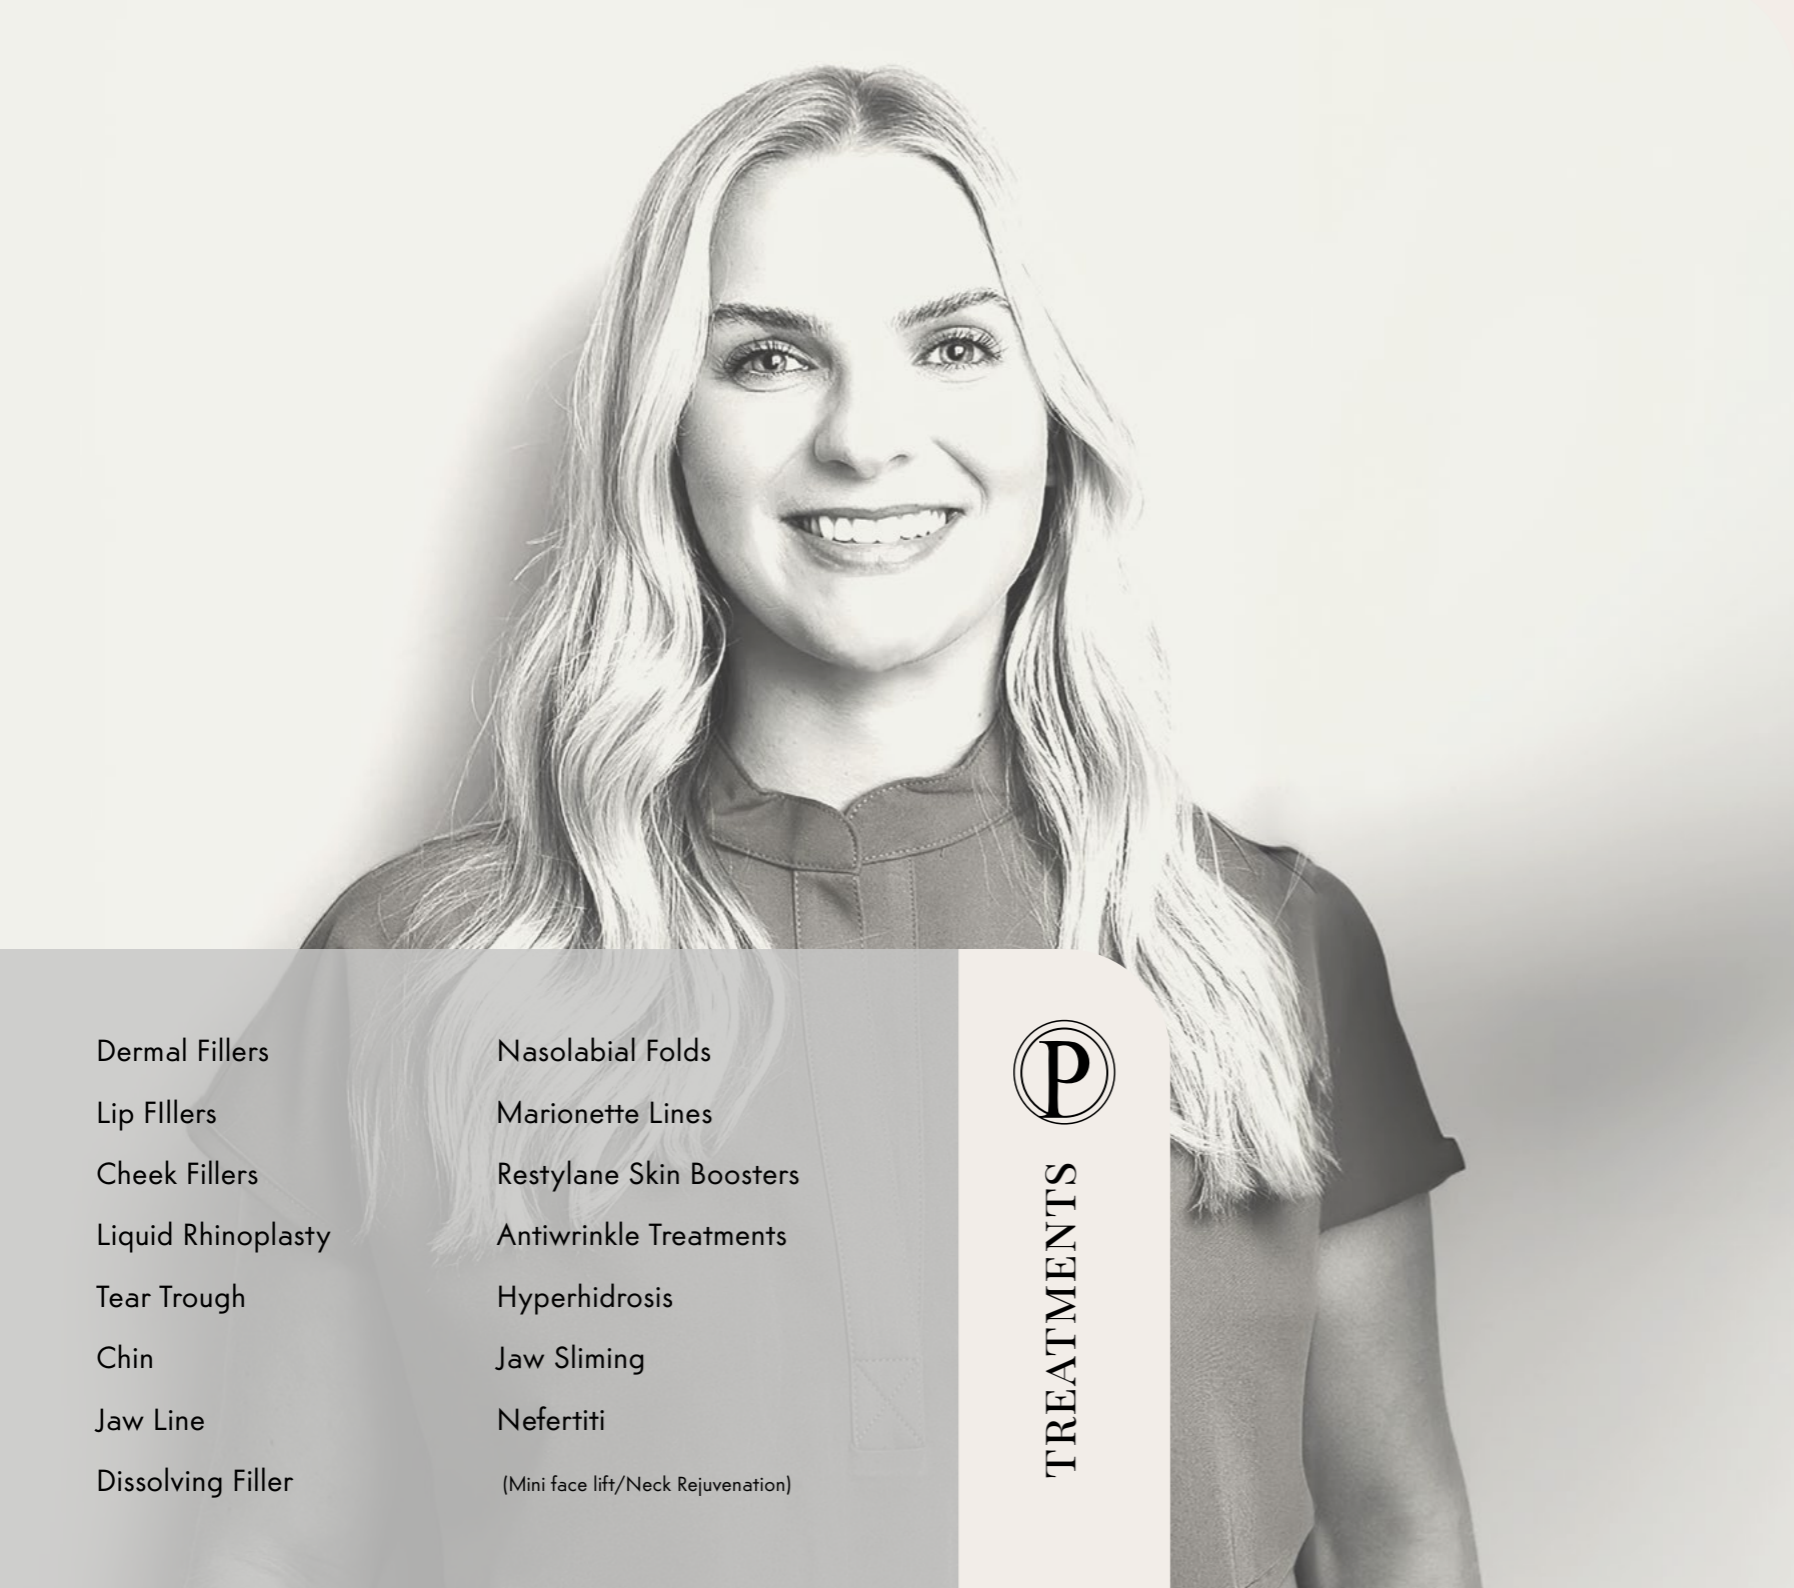 Dermal Fillers
Lip FIllers
Cheek Fillers
Liquid Rhinoplasty
Tear Trough
Chin
Jaw Line
Dissolving Filler
Nasolabial Folds
Marionette Lines
Restylane Skin Boosters
Antiwrinkle Treatments
Hyperhidrosis
Jaw Sliming
Nefertiti
(Mini face lift/Neck Rejuvenation)
P
TREATMENTS